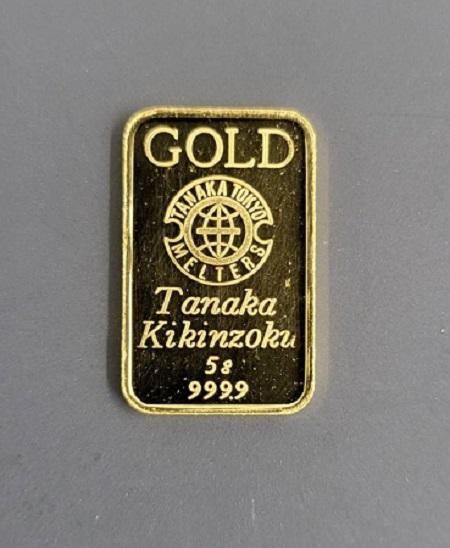 GOLD
TANAKA TOKYO
MELTERS
Tanaka
Kikinzoku
5g
999.9